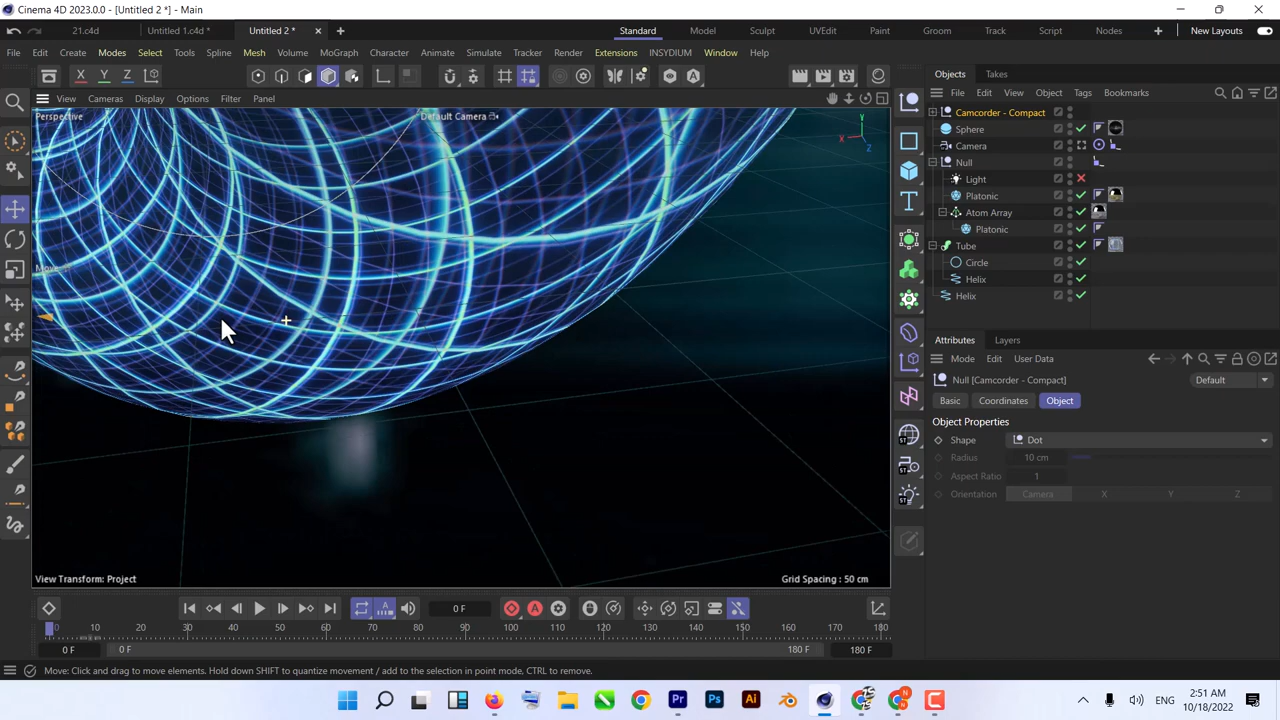 Cinema 4D 2023.0.0 - [Untitled 2 *] - Main
21.c4d
Untitled 1.c4d *
Untitled 2 *
Standard
Model
Sculpt
UVEdit
Paint
Groom
Track
Script
Nodes
New Layouts
File Edit Create Modes Select Tools Spline Mesh Volume MoGraph Character Animate Simulate Tracker Render Extensions INSYDIUM Window Help
X Y Z
Objects Takes
View Cameras Display Options Filter Panel
File Edit View Object Tags Bookmarks
Perspective
Default Camera
Y
X
Z
Camcorder - Compact
Sphere
Camera
Null
Light
Platonic
Atom Array
Platonic
Tube
Circle
Helix
Helix
Move
Attributes Layers
Mode Edit User Data
Null [Camcorder - Compact]
Default
Basic Coordinates Object
Object Properties
Shape Dot
Radius 10 cm
Aspect Ratio 1
Orientation Camera X Y Z
ST
ST
ST
View Transform: Project
Grid Spacing : 50 cm
0 F
0 10 20 30 40 50 60 70 80 90 100 110 120 130 140 150 160 170 180
0 F 0 F 180 F 180 F
Move: Click and drag to move elements. Hold down SHIFT to quantize movement / add to the selection in point mode, CTRL to remove.
Pr Ps Ai
ENG
2:51 AM
10/18/2022